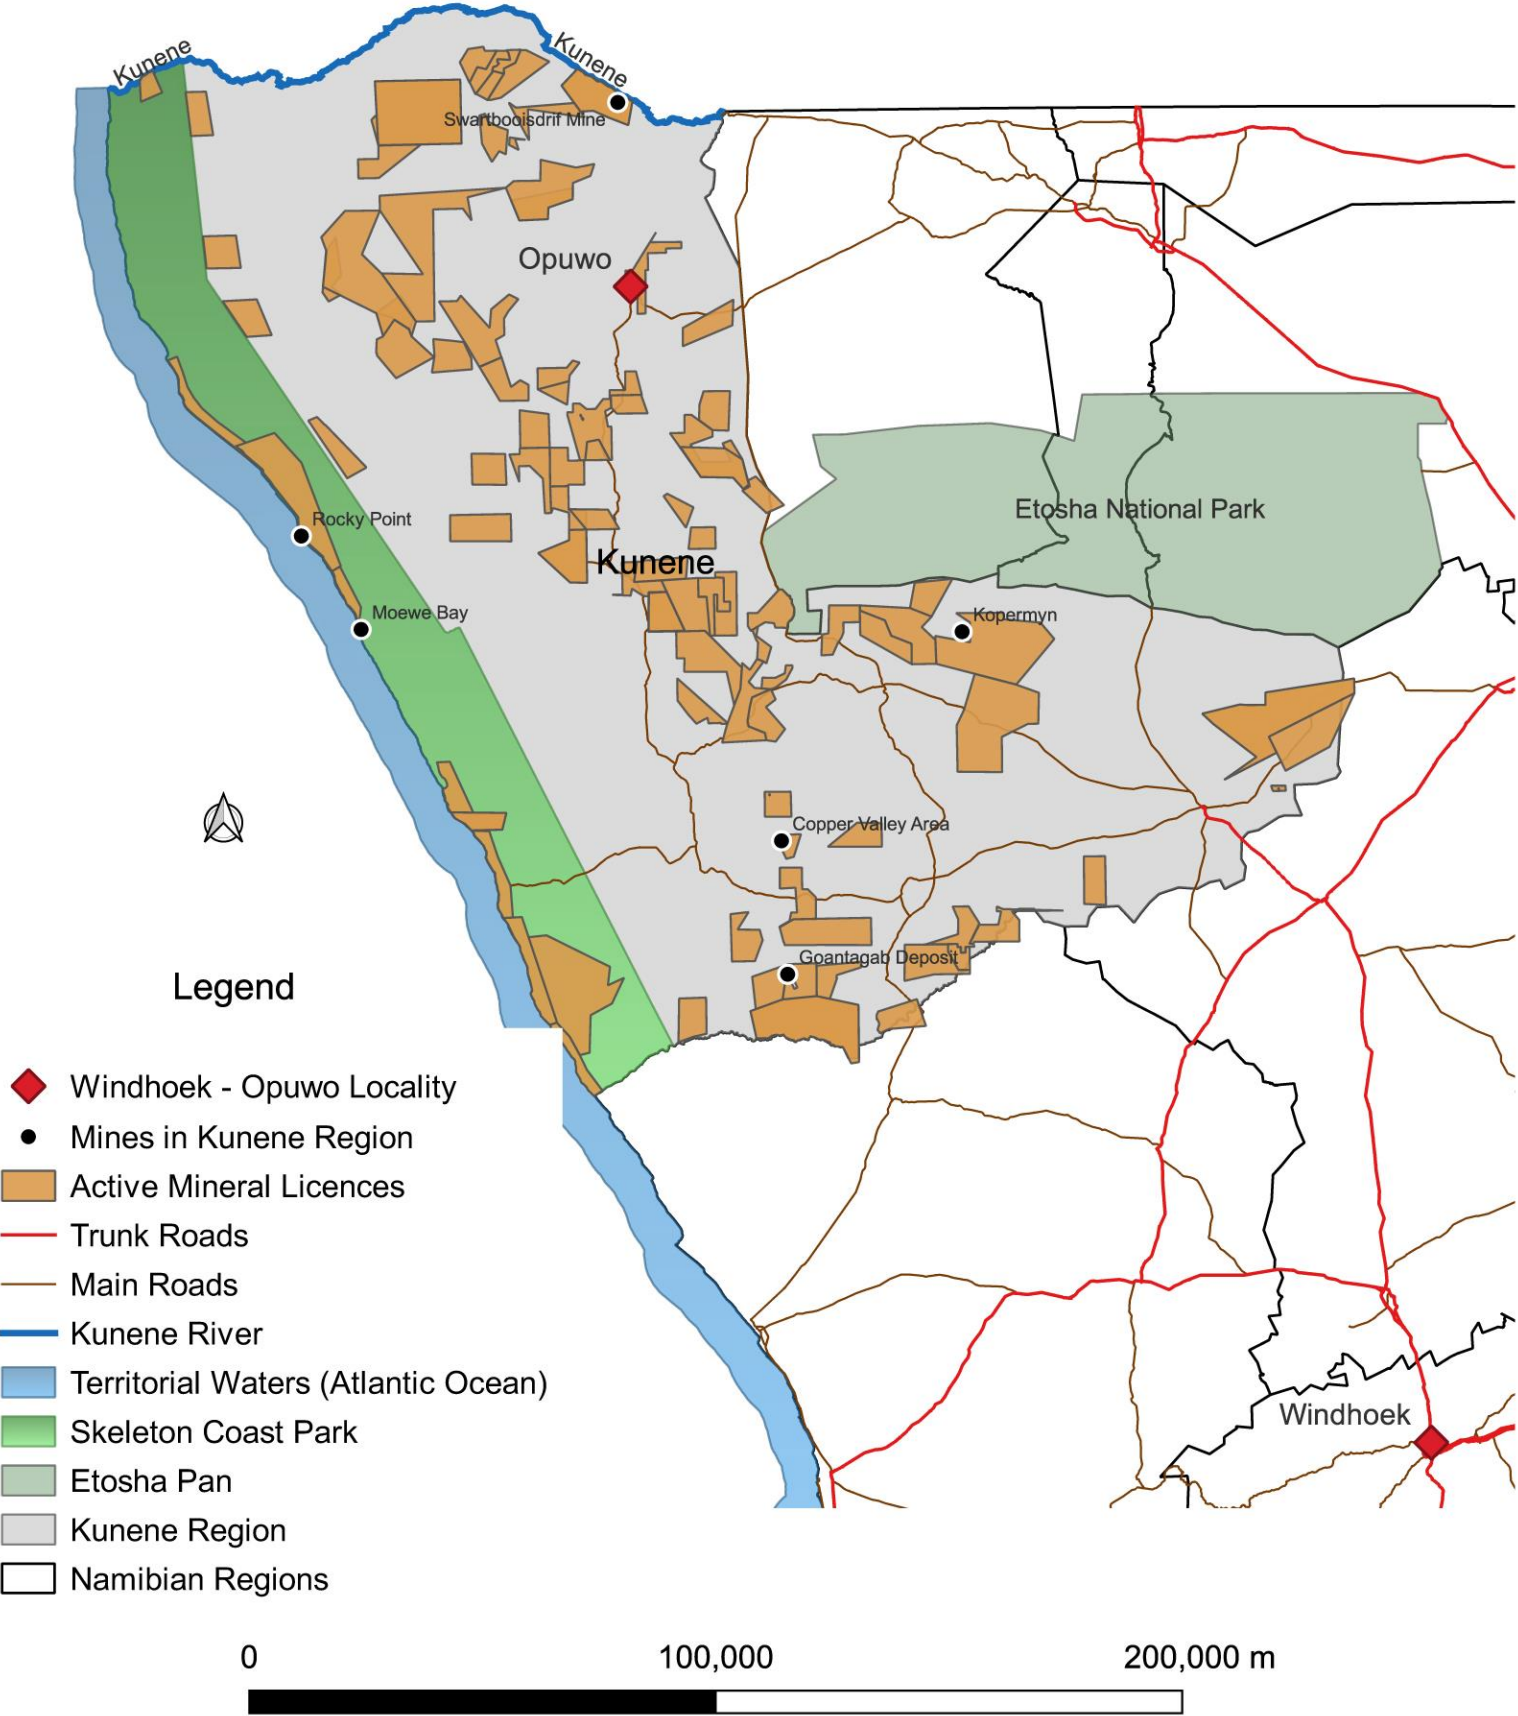 Kunene
Kunene
Swartbooisdrif Mine
Opuwo
Etosha National Park
Rocky Point
Kunene
Moewe Bay
Kopermyn
Copper Valley Area
Goantagab Deposit
Legend
Windhoek - Opuwo Locality
Mines in Kunene Region
Active Mineral Licences
Trunk Roads
Main Roads
Kunene River
Territorial Waters (Atlantic Ocean)
Skeleton Coast Park
Etosha Pan
Kunene Region
Namibian Regions
Windhoek
0 100,000 200,000 m